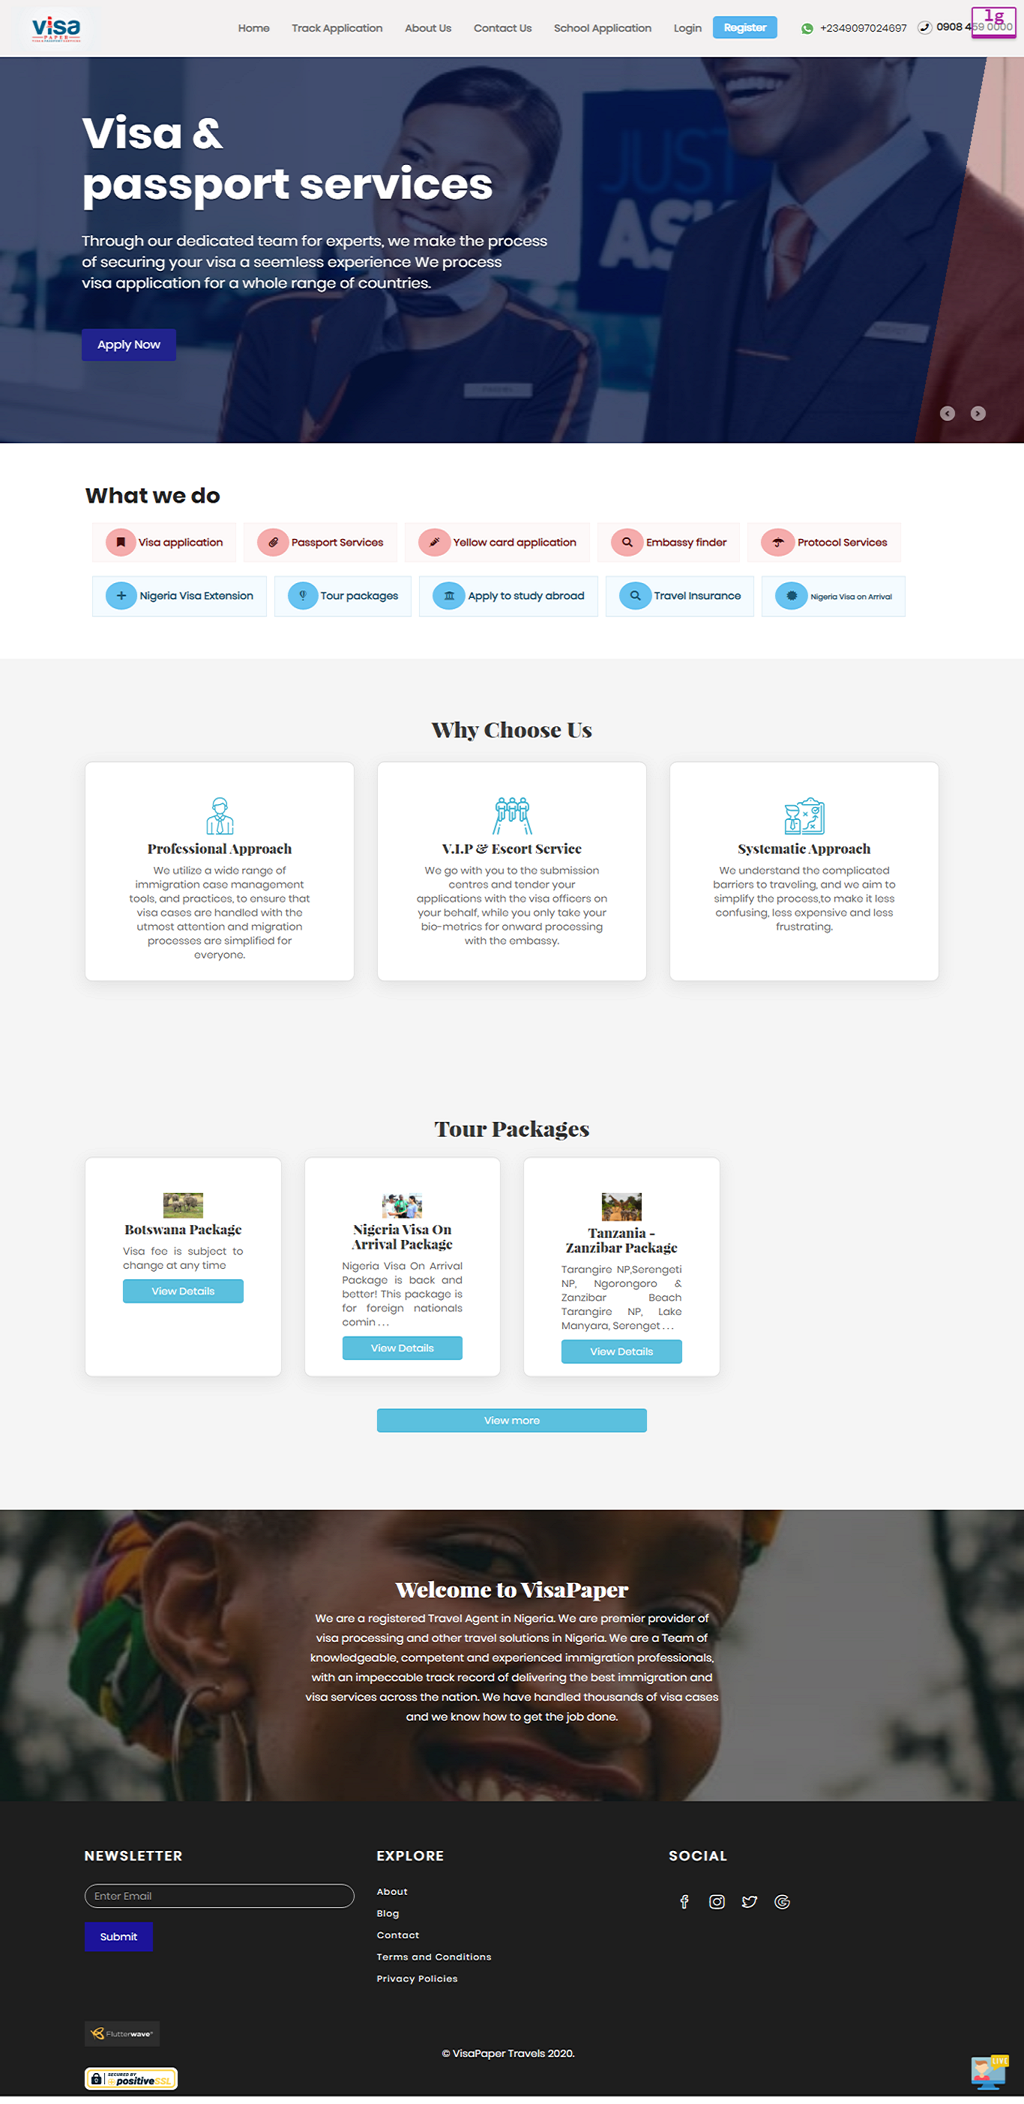 visa
PAPER
Home Track Application About Us Contact Us School Application Login Register +2349097024697 0908 459 0000
1g
Visa &
passport services
JUST
ASK
Through our dedicated team for experts, we make the process
of securing your visa a seemless experience We process
visa application for a whole range of countries.
Apply Now
What we do
Visa application Passport Services Yellow card application Embassy finder Protocol Services
Nigeria Visa Extension Tour packages Apply to study abroad Travel Insurance Nigeria Visa on Arrival
Why Choose Us
Professional Approach
We utilize a wide range of
immigration case management
tools, and practices, to ensure that
visa cases are handled with the
utmost attention and migration
processes are simplified for
everyone.
V.I.P & Escort Service
We go with you to the submission
centres and tender your
applications with the visa officers on
your behalf, while you only take your
bio-metrics for onward processing
with the embassy.
Systematic Approach
We understand the complicated
barriers to traveling, and we aim to
simplify the process,to make it less
confusing, less expensive and less
frustrating.
Tour Packages
Botswana Package
Visa fee is subject to
change at any time
View Details
Nigeria Visa On
Arrival Package
Nigeria Visa On Arrival
Package is back and
better! This package is
for foreign nationals
comin . . .
View Details
Tanzania -
Zanzibar Package
Tarangire NP,Serengeti
NP, Ngorongoro &
Zanzibar Beach
Tarangire NP, Lake
Manyara, Serenget . . .
View Details
View more
Welcome to VisaPaper
We are a registered Travel Agent in Nigeria. We are premier provider of
visa processing and other travel solutions in Nigeria. We are a Team of
knowledgeable, competent and experienced immigration professionals,
with an impeccable track record of delivering the best immigration and
visa services across the nation. We have handled thousands of visa cases
and we know how to get the job done.
NEWSLETTER
Enter Email
Submit
EXPLORE
About
Blog
Contact
Terms and Conditions
Privacy Policies
SOCIAL
Flutterwave
SECURED BY
positiveSSL
© VisaPaper Travels 2020.
LIVE